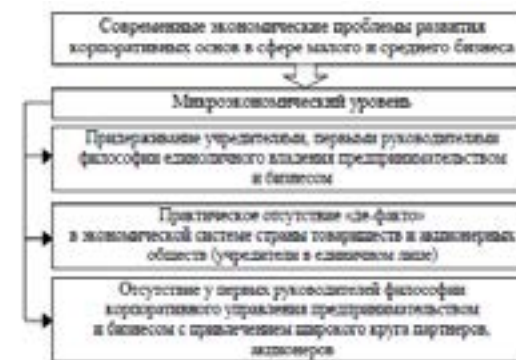 Современные экономические проблемы развития
корпоративных основ в сфере малого и среднего бизнеса
Микроэкономический уровень
Придерживание учредителями, первыми руководителями
философии единоличного владения предпринимательством
и бизнесом
Практическое отсутствие «де-факто»
в экономической системе страны товариществ и акционерных
обществ (учредители в единичном лице)
Отсутствие у первых руководителей философии
корпоративного управления предпринимательством
и бизнесом с привлечением широкого круга партнеров,
акционеров